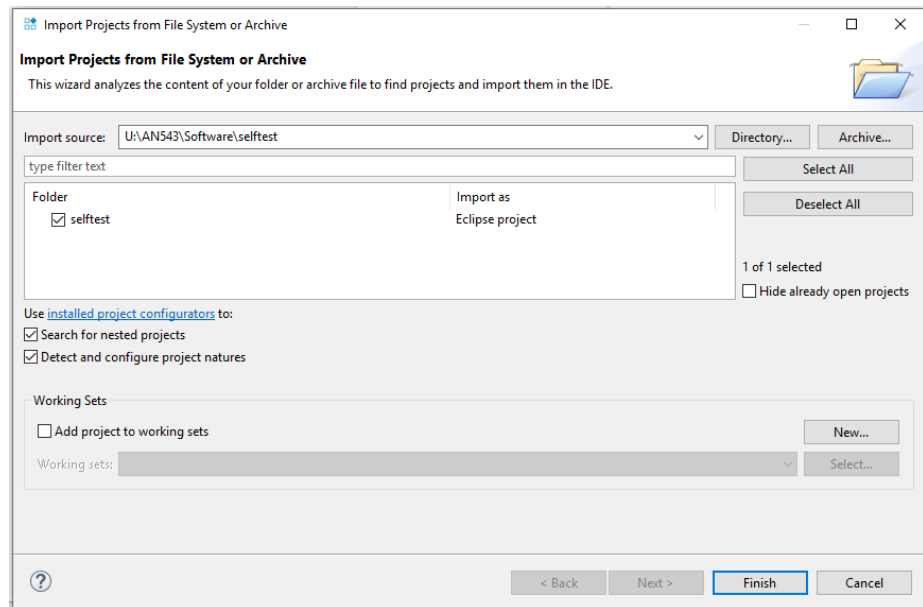 Import Projects from File System or Archive
Import Projects from File System or Archive
This wizard analyzes the content of your folder or archive file to find projects and import them in the IDE.
Import source: U:\AN543\Software\selftest Directory... Archive...
type filter text Select All
Folder Import as Deselect All
selftest Eclipse project
1 of 1 selected
Hide already open projects
Use installed project configurators to:
Search for nested projects
Detect and configure project natures
Working Sets
Add project to working sets New...
Working sets: Select...
? < Back Next > Finish Cancel